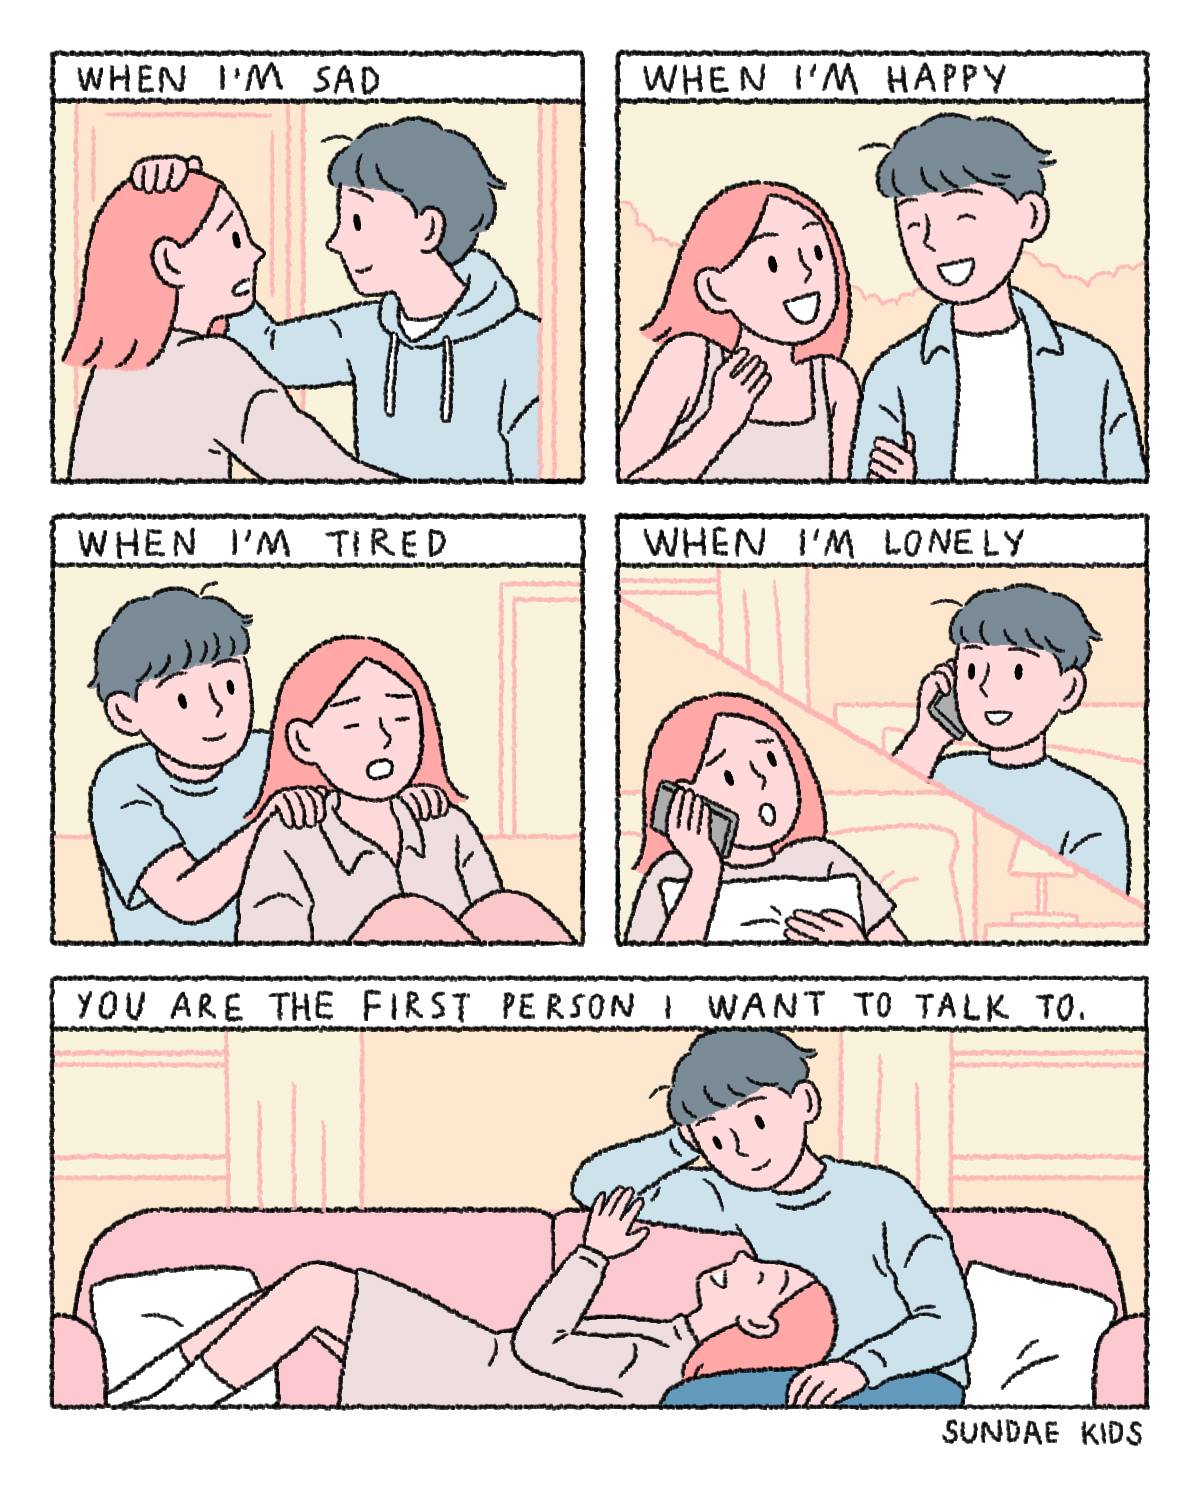 WHEN I'M SAD
WHEN I'M HAPPY
WHEN I'M TIRED
WHEN I'M LONELY
YOU ARE THE FIRST PERSON I WANT TO TALK TO.
SUNDAE KIDS